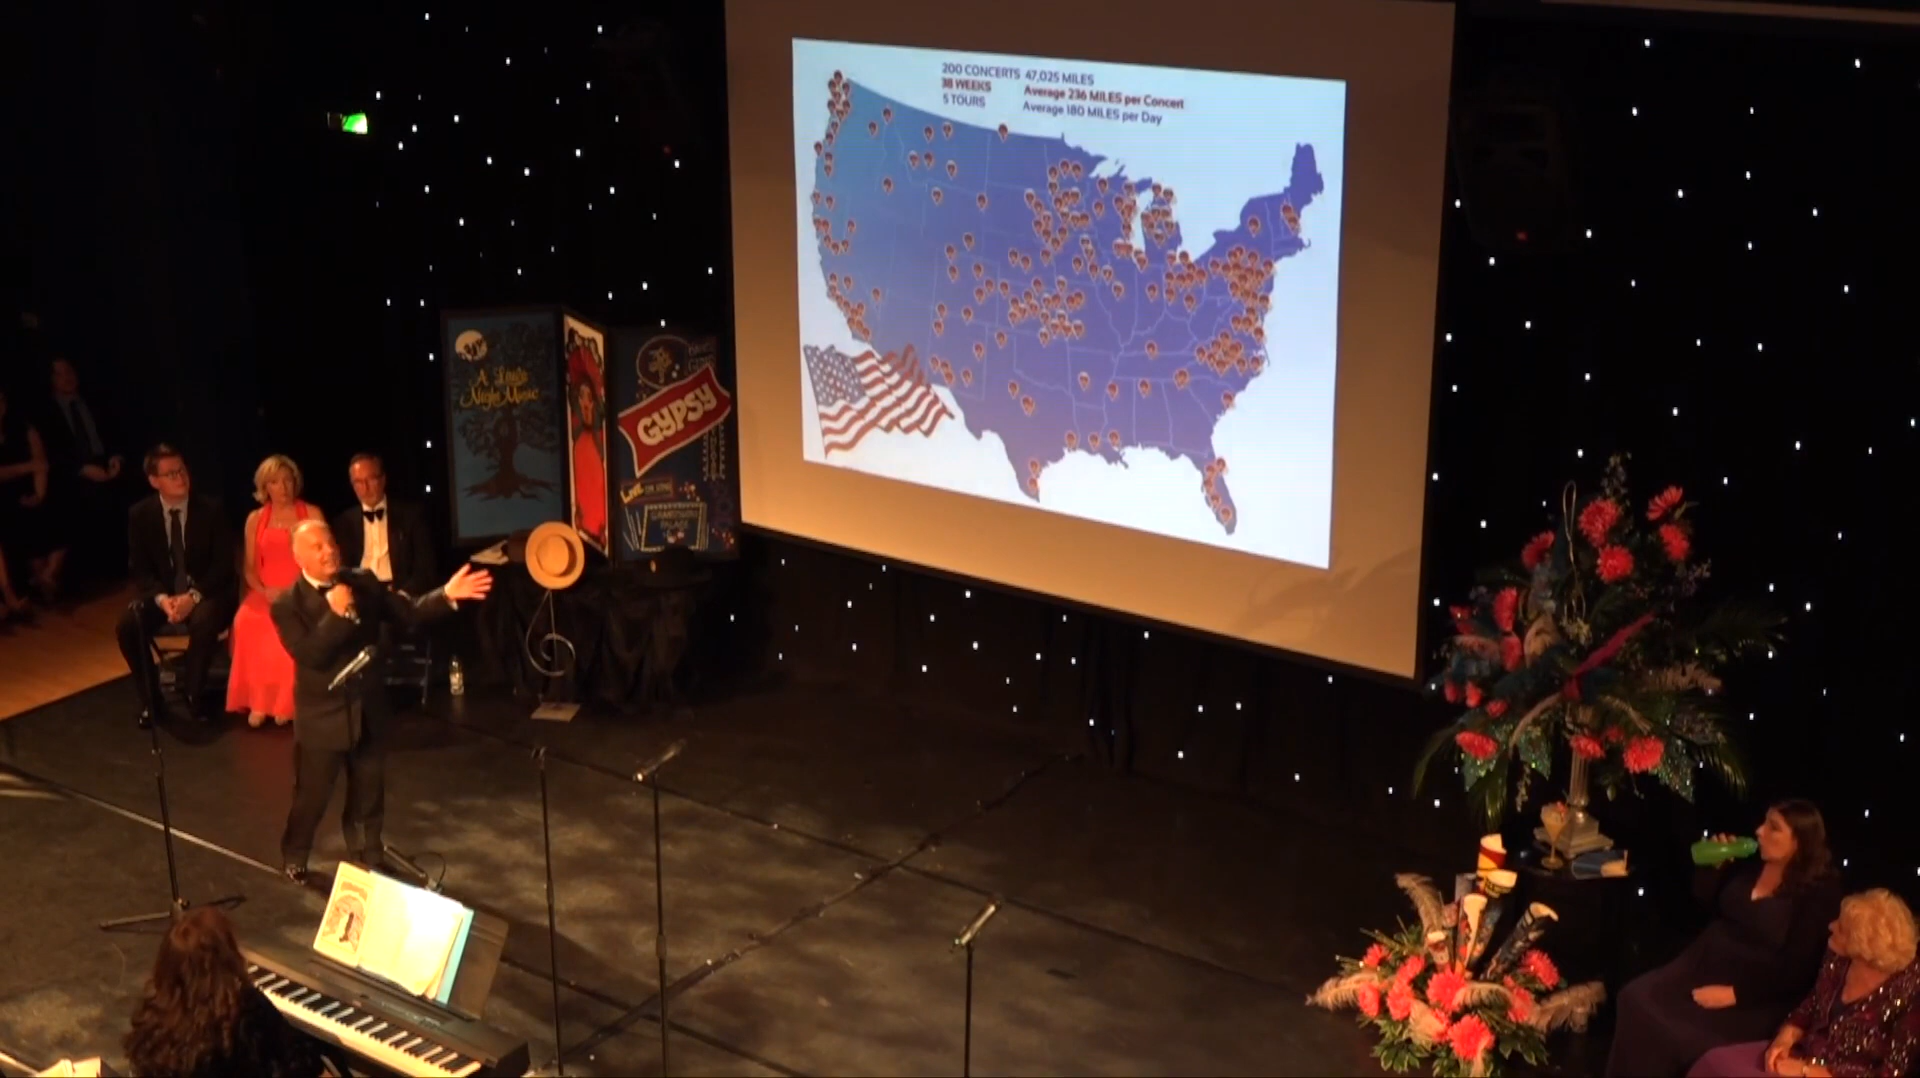 200 CONCERTS 47,025 MILES
38 WEEKS Average 236 MILES per Concert
5 TOURS Average 180 MILES per Day
A Little
Night Music
GYPSY
LIVE